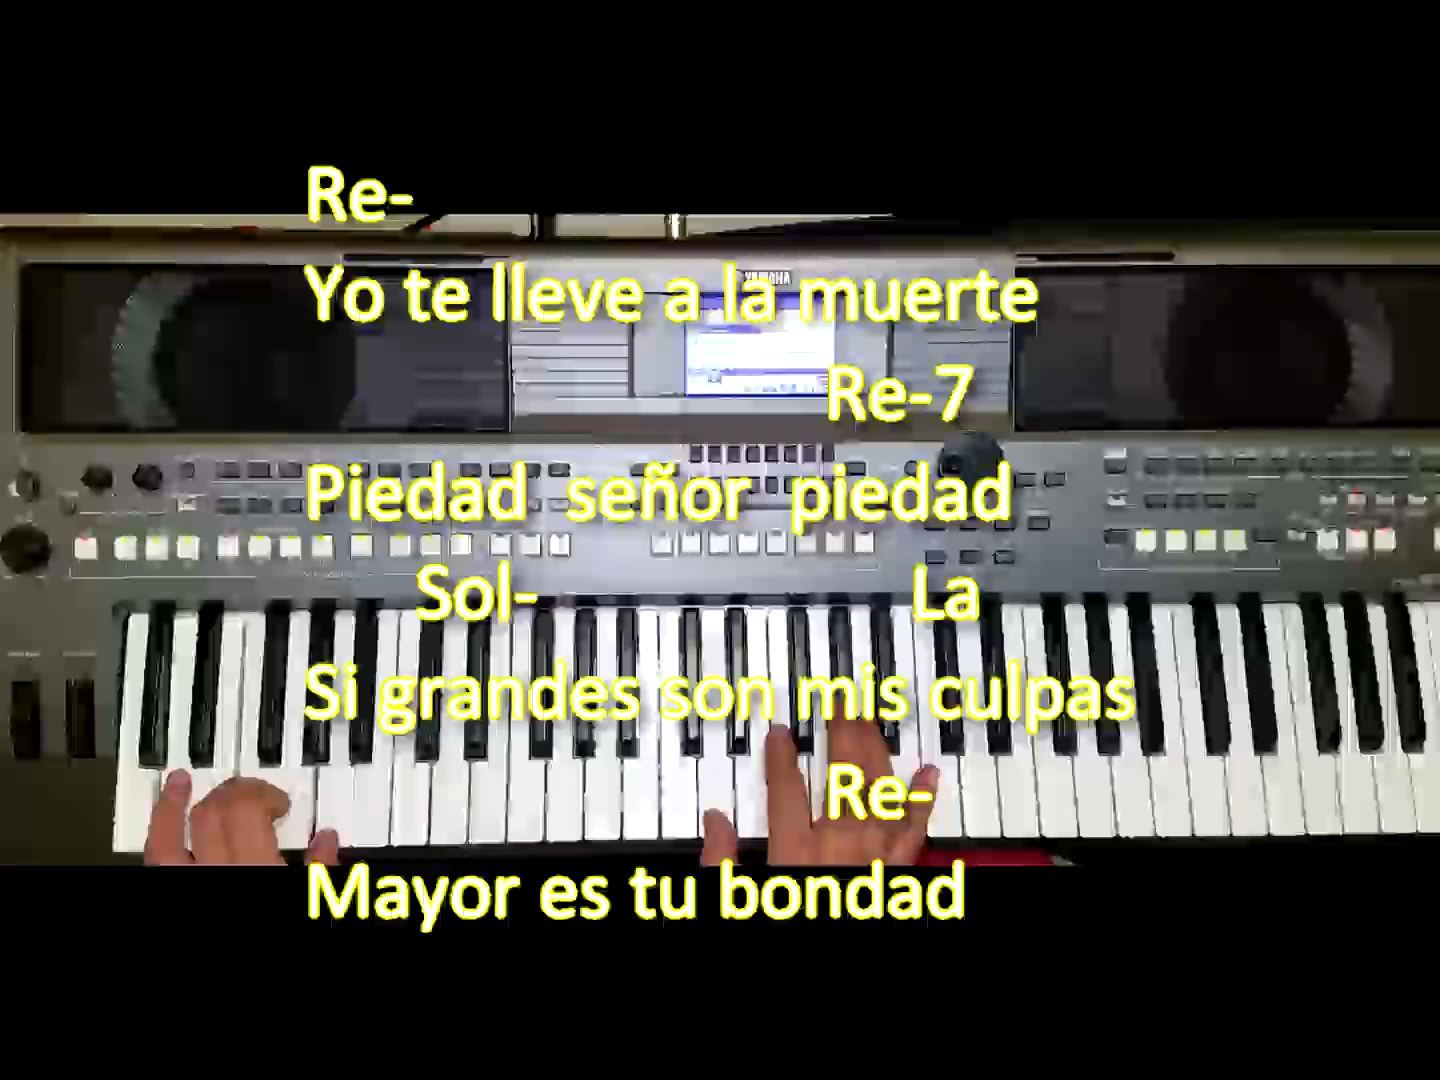 Re-
YAMAHA
Yo te lleve a la muerte
Re-7
Piedad señor piedad
Sol- La
Si grandes son mis culpas
Re-
Mayor es tu bondad